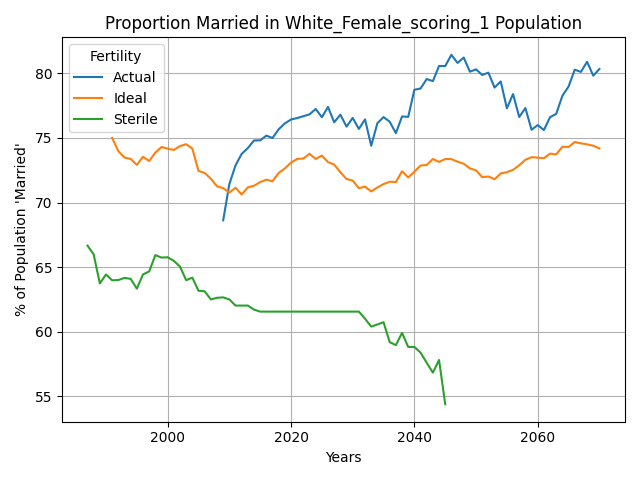 Proportion Married in White_Female_scoring_1 Population
% of Population 'Married'
80
75
70
65
60
55
Fertility
Actual
Ideal
Sterile
2000
2020
2040
2060
Years